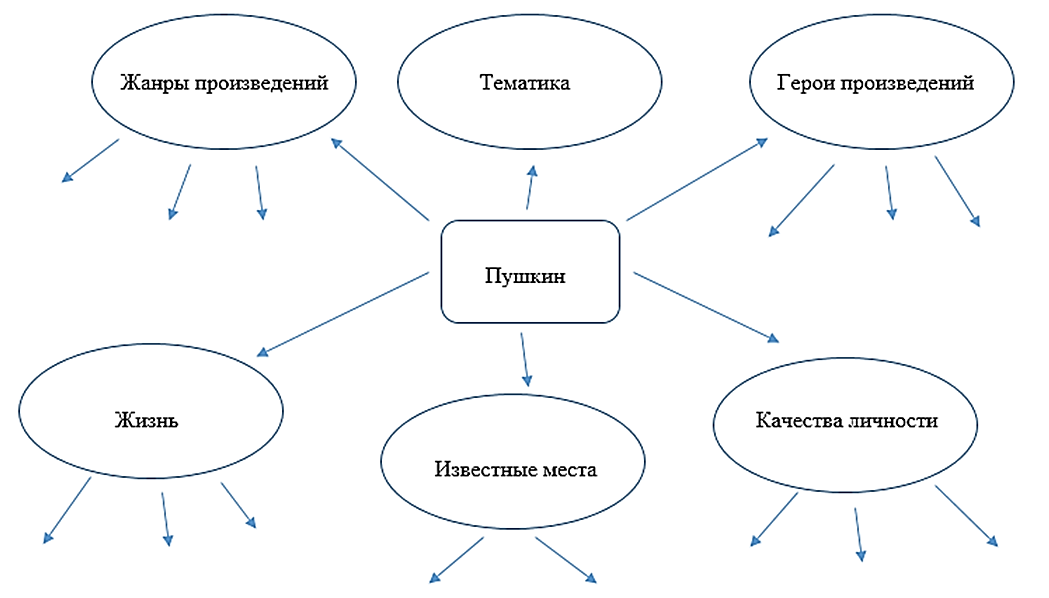 Жанры произведений
Тематика
Герои произведений
Пушкин
Жизнь
Известные места
Качества личности